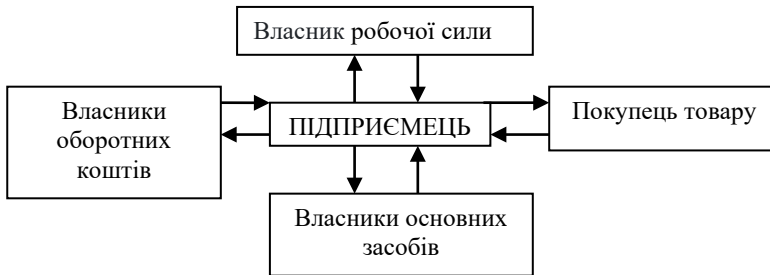 Власник робочої сили
Власники
оборотних
коштів
ПІДПРИЄМЕЦЬ
Покупець товару
Власники основних
засобів